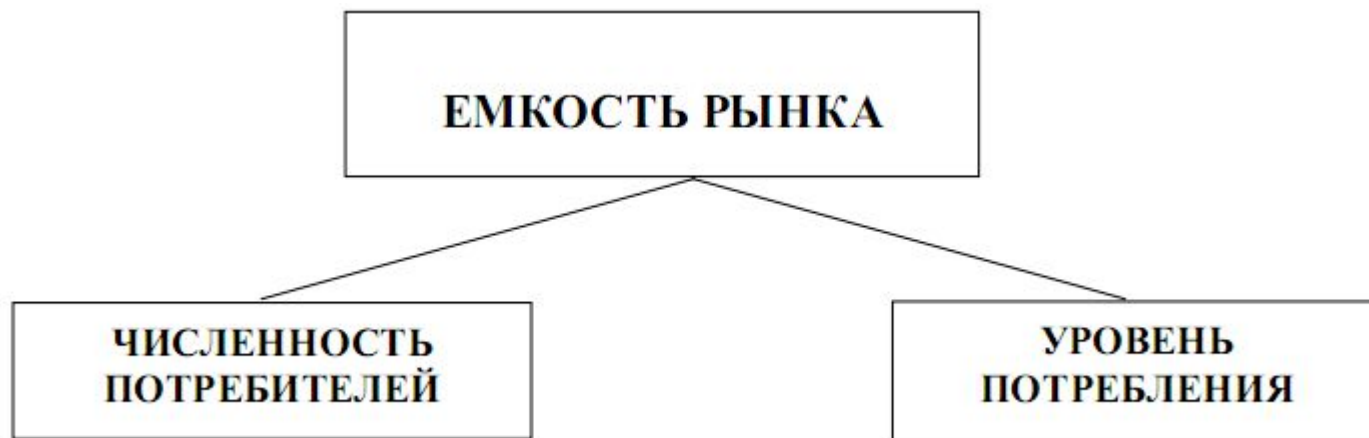 ЕМКОСТЬ РЫНКА
ЧИСЛЕННОСТЬ
ПОТРЕБИТЕЛЕЙ
УРОВЕНЬ
ПОТРЕБЛЕНИЯ